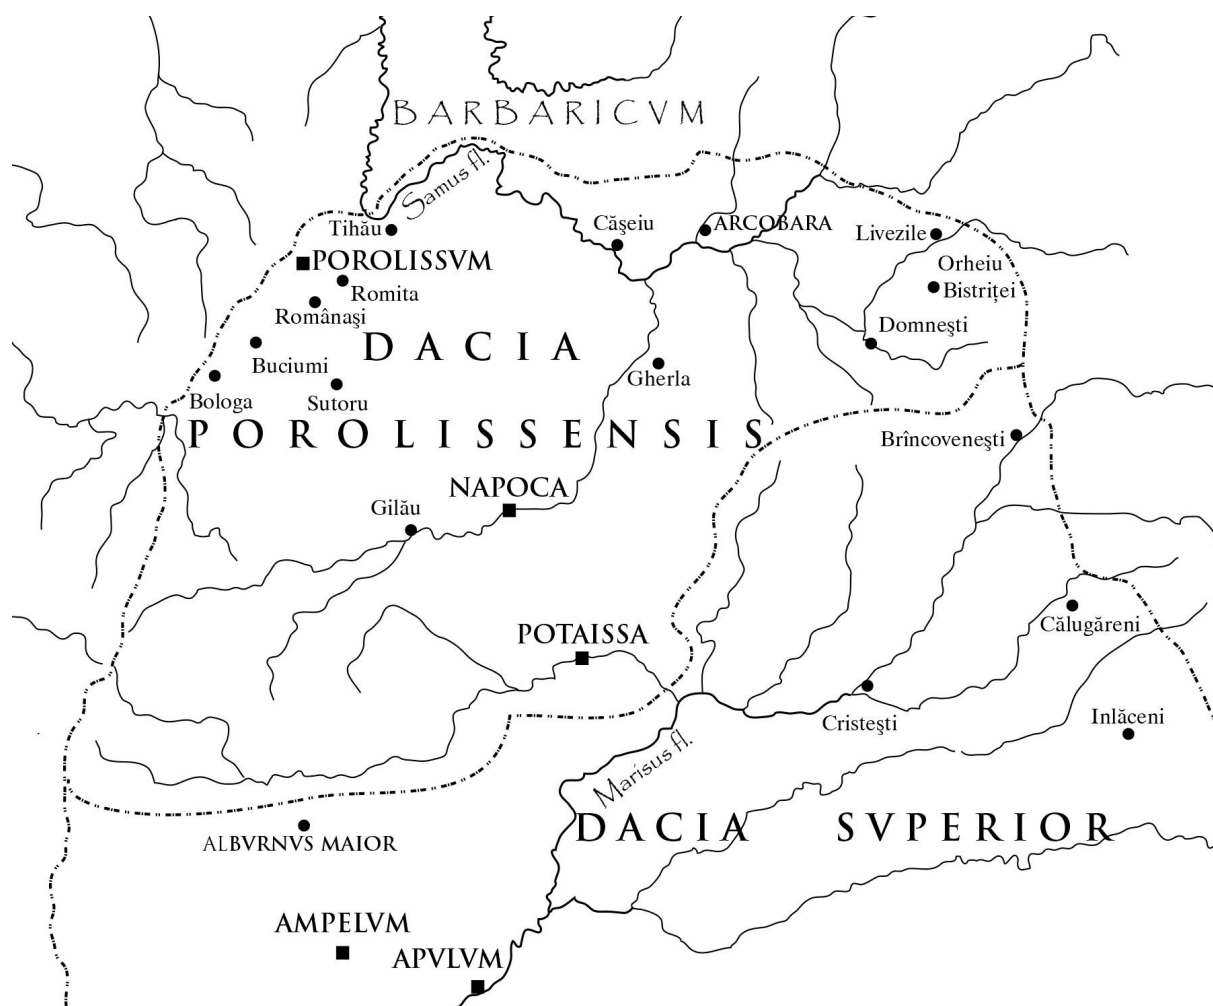 BARBARICVM
Samus fl.
Tihău
Căşeiu
ARCOBARA
Livezile
POROLISSVM
Orheiu
Bistriţei
Romita
Românaşi
Domneşti
DACIA
Buciumi
Gherla
Bologa
Sutoru
POROLISSENSIS
Brîncoveneşti
NAPOCA
Gilău
POTAISSA
Călugăreni
Cristeşti
Inlăceni
Marisus fl.
DACIA SVPERIOR
ALBVRNVS MAIOR
AMPELVM
APVLVM